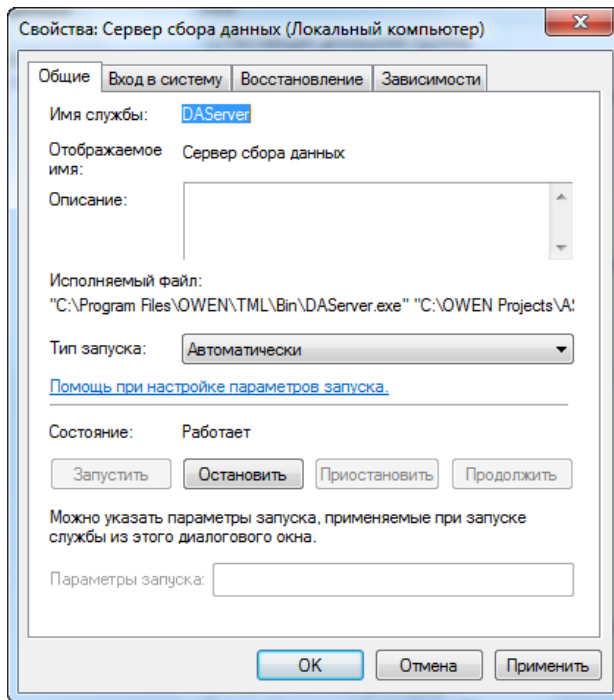 Свойства: Сервер сбора данных (Локальный компьютер)
Общие Вход в систему Восстановление Зависимости
Имя службы: DAServer
Отображаемое имя: Сервер сбора данных
Описание:
Исполняемый файл:
"C:\Program Files\OWEN\TML\Bin\DAServer.exe" "C:\OWEN Projects\A
Тип запуска: Автоматически
Помощь при настройке параметров запуска.
Состояние: Работает
Запустить Остановить Приостановить Продолжить
Можно указать параметры запуска, применяемые при запуске
службы из этого диалогового окна.
Параметры запуска:
OK Отмена Применить